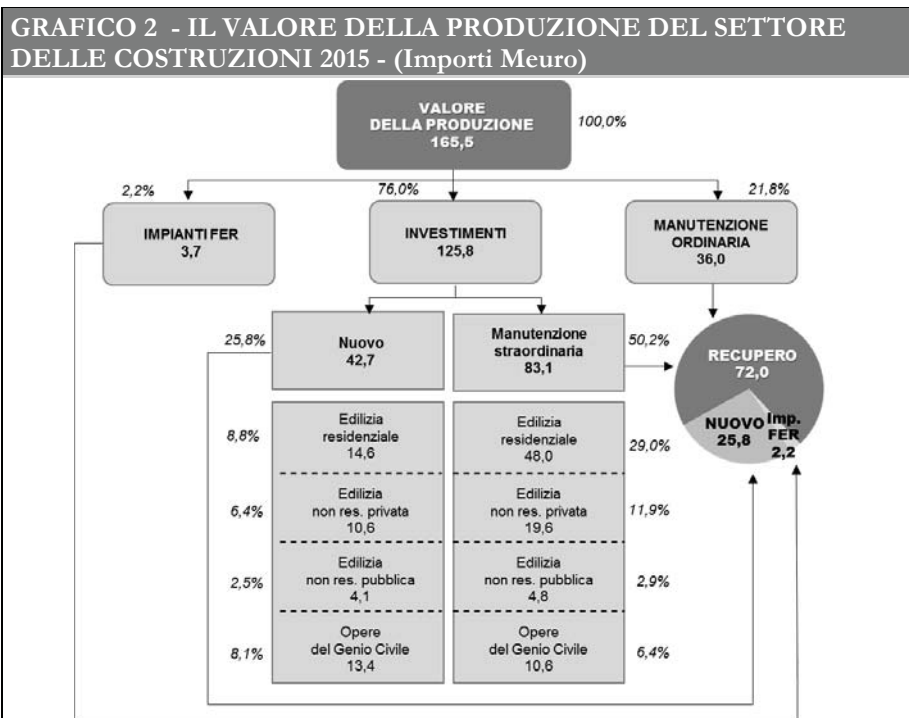 GRAFICO 2 - IL VALORE DELLA PRODUZIONE DEL SETTORE
DELLE COSTRUZIONI 2015 - (Importi Meuro)
VALORE
DELLA PRODUZIONE
165,5
100,0%
2,2%
76,0%
21,8%
IMPIANTI FER
3,7
INVESTIMENTI
125,8
MANUTENZIONE
ORDINARIA
36,0
25,8%
Nuovo
42,7
Manutenzione
straordinaria
83,1
50,2%
RECUPERO
72,0
NUOVO
25,8
Imp.
FER
2,2
8,8%
Edilizia
residenziale
14,6
Edilizia
residenziale
48,0
29,0%
6,4%
Edilizia
non res. privata
10,6
Edilizia
non res. privata
19,6
11,9%
2,5%
Edilizia
non res. pubblica
4,1
Edilizia
non res. pubblica
4,8
2,9%
8,1%
Opere
del Genio Civile
13,4
Opere
del Genio Civile
10,6
6,4%